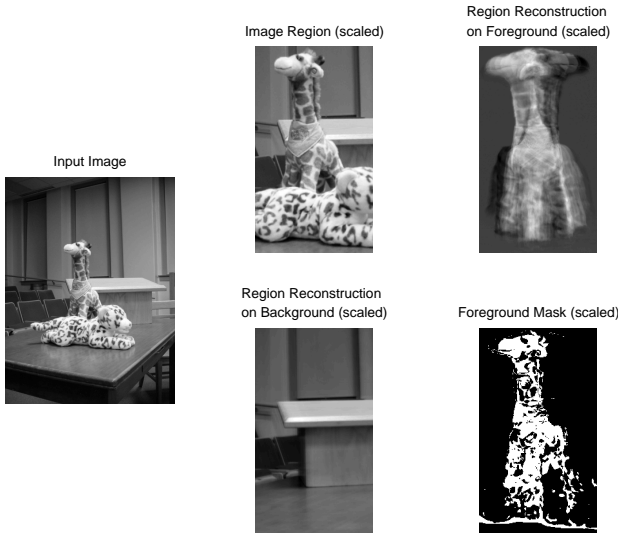 Input Image
Image Region (scaled)
Region Reconstruction
on Foreground (scaled)
Region Reconstruction
on Background (scaled)
Foreground Mask (scaled)